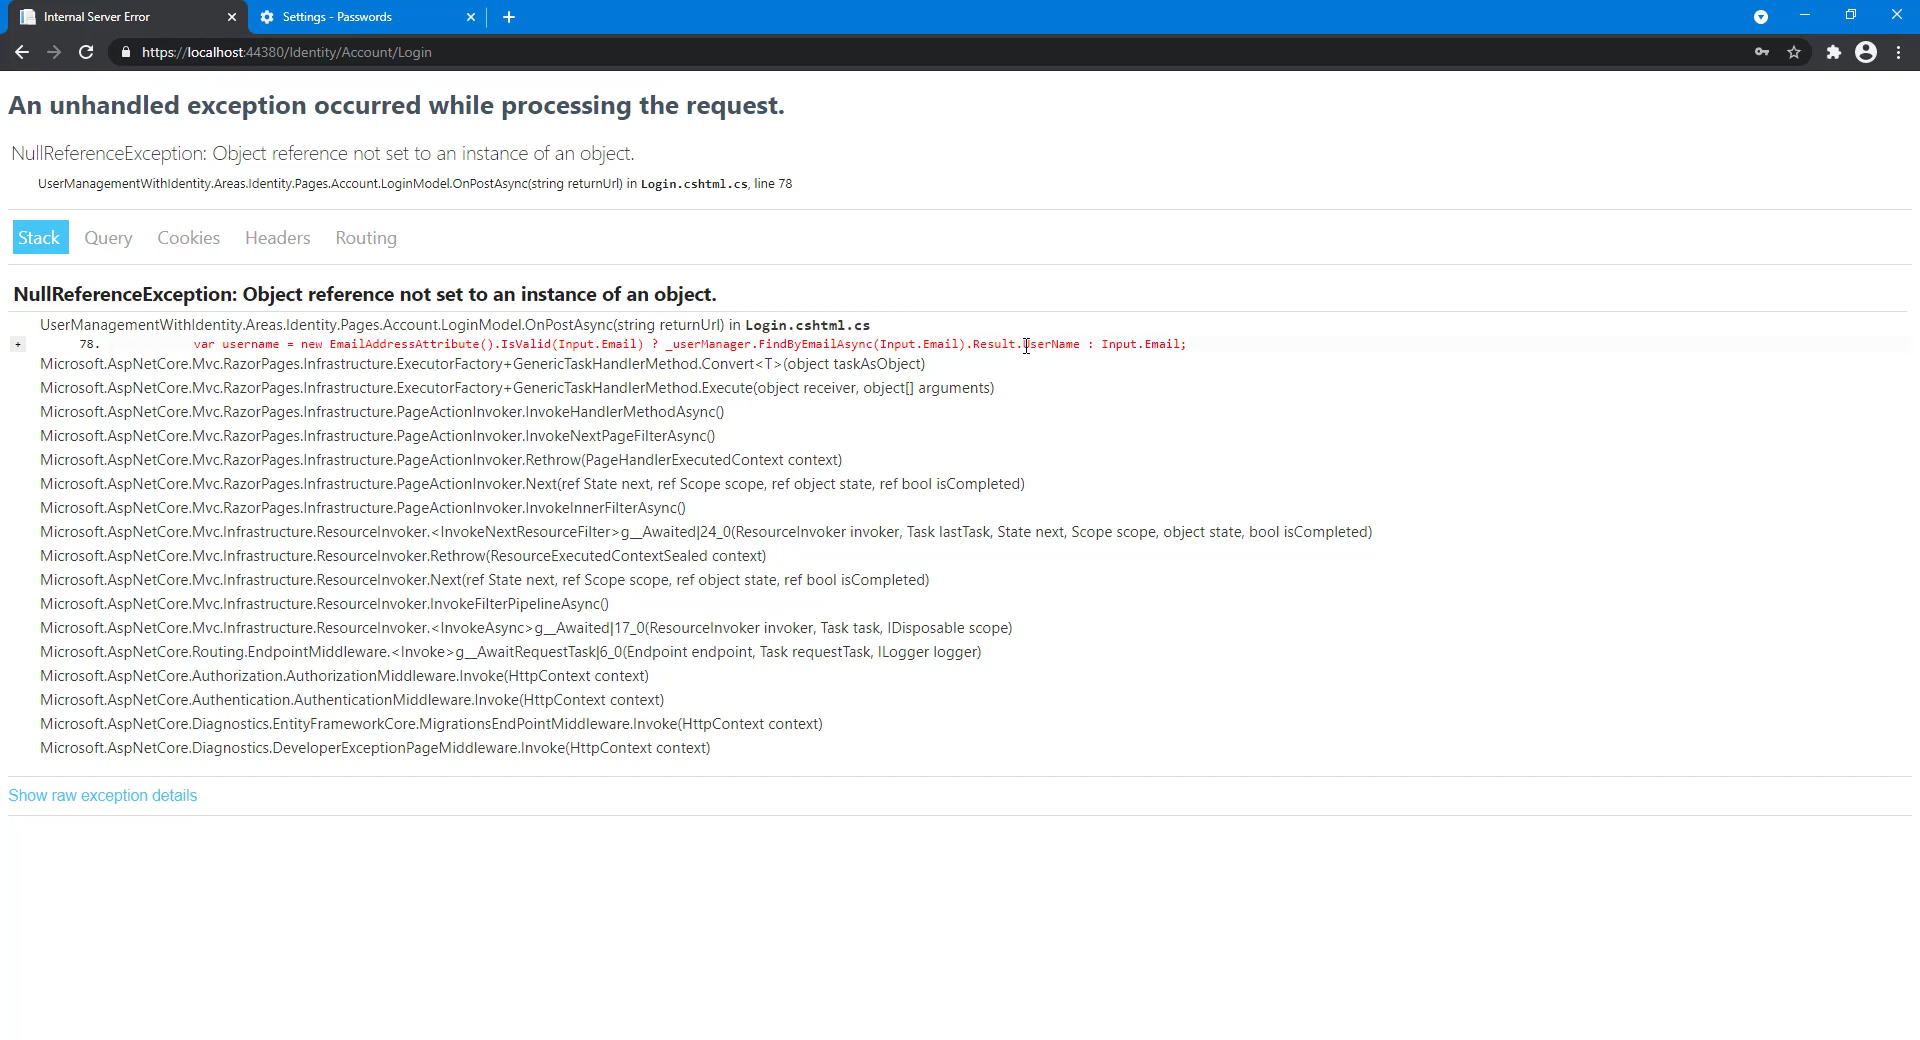 Internal Server Error
Settings - Passwords
https://localhost:44380/Identity/Account/Login
An unhandled exception occurred while processing the request.
NullReferenceException: Object reference not set to an instance of an object.
UserManagementWithIdentity.Areas.Identity.Pages.Account.LoginModel.OnPostAsync(string returnUrl) in Login.cshtml.cs, line 78
Stack Query Cookies Headers Routing
NullReferenceException: Object reference not set to an instance of an object.
UserManagementWithIdentity.Areas.Identity.Pages.Account.LoginModel.OnPostAsync(string returnUrl) in Login.cshtml.cs
+ 78. var username = new EmailAddressAttribute().IsValid(Input.Email) ? _userManager.FindByEmailAsync(Input.Email).Result.UserName : Input.Email;
Microsoft.AspNetCore.Mvc.RazorPages.Infrastructure.ExecutorFactory+GenericTaskHandlerMethod.Convert<T>(object taskAsObject)
Microsoft.AspNetCore.Mvc.RazorPages.Infrastructure.ExecutorFactory+GenericTaskHandlerMethod.Execute(object receiver, object[] arguments)
Microsoft.AspNetCore.Mvc.RazorPages.Infrastructure.PageActionInvoker.InvokeHandlerMethodAsync()
Microsoft.AspNetCore.Mvc.RazorPages.Infrastructure.PageActionInvoker.InvokeNextPageFilterAsync()
Microsoft.AspNetCore.Mvc.RazorPages.Infrastructure.PageActionInvoker.Rethrow(PageHandlerExecutedContext context)
Microsoft.AspNetCore.Mvc.RazorPages.Infrastructure.PageActionInvoker.Next(ref State next, ref Scope scope, ref object state, ref bool isCompleted)
Microsoft.AspNetCore.Mvc.RazorPages.Infrastructure.PageActionInvoker.InvokeInnerFilterAsync()
Microsoft.AspNetCore.Mvc.Infrastructure.ResourceInvoker.<InvokeNextResourceFilter>g__Awaited|24_0(ResourceInvoker invoker, Task lastTask, State next, Scope scope, object state, bool isCompleted)
Microsoft.AspNetCore.Mvc.Infrastructure.ResourceInvoker.Rethrow(ResourceExecutedContextSealed context)
Microsoft.AspNetCore.Mvc.Infrastructure.ResourceInvoker.Next(ref State next, ref Scope scope, ref object state, ref bool isCompleted)
Microsoft.AspNetCore.Mvc.Infrastructure.ResourceInvoker.InvokeFilterPipelineAsync()
Microsoft.AspNetCore.Mvc.Infrastructure.ResourceInvoker.<InvokeAsync>g__Awaited|17_0(ResourceInvoker invoker, Task task, IDisposable scope)
Microsoft.AspNetCore.Routing.EndpointMiddleware.<Invoke>g__AwaitRequestTask|6_0(Endpoint endpoint, Task requestTask, ILogger logger)
Microsoft.AspNetCore.Authorization.AuthorizationMiddleware.Invoke(HttpContext context)
Microsoft.AspNetCore.Authentication.AuthenticationMiddleware.Invoke(HttpContext context)
Microsoft.AspNetCore.Diagnostics.EntityFrameworkCore.MigrationsEndPointMiddleware.Invoke(HttpContext context)
Microsoft.AspNetCore.Diagnostics.DeveloperExceptionPageMiddleware.Invoke(HttpContext context)
Show raw exception details